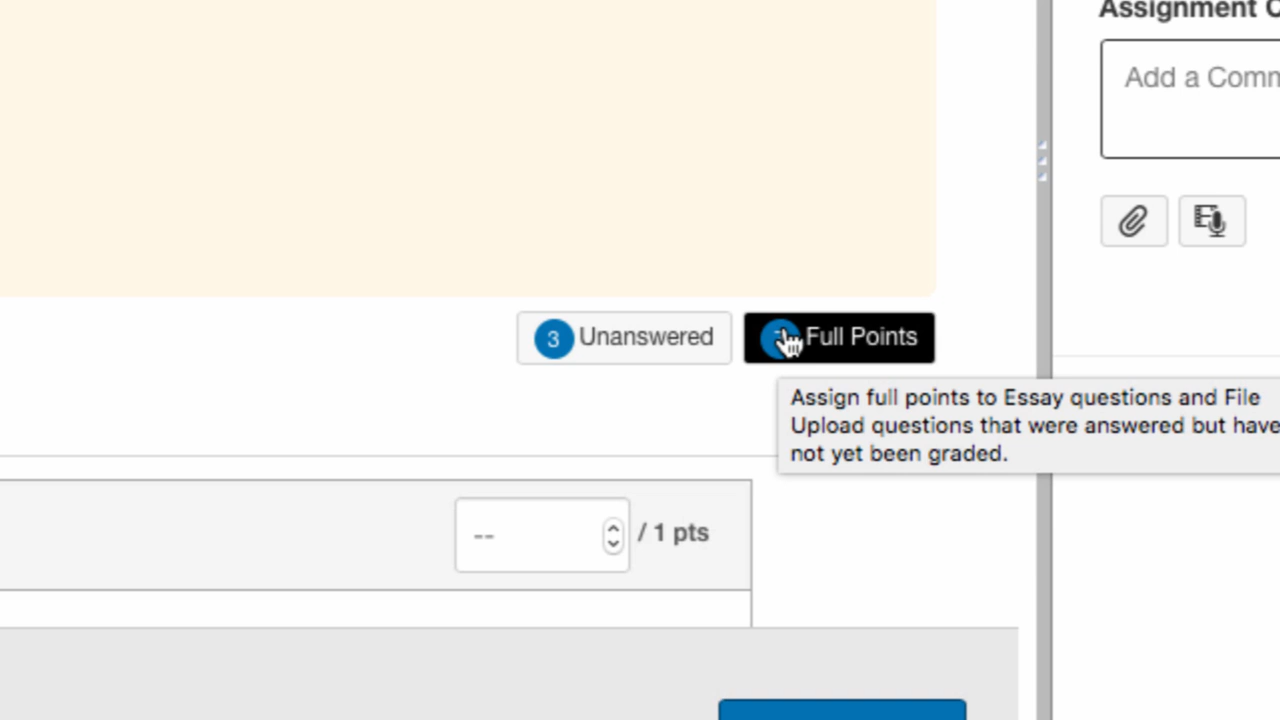 Assignment
Add a
3 Unanswered
Full Points
Assign full points to Essay questions and File
Upload questions that were answered but have
not yet been graded.
--
/ 1 pts